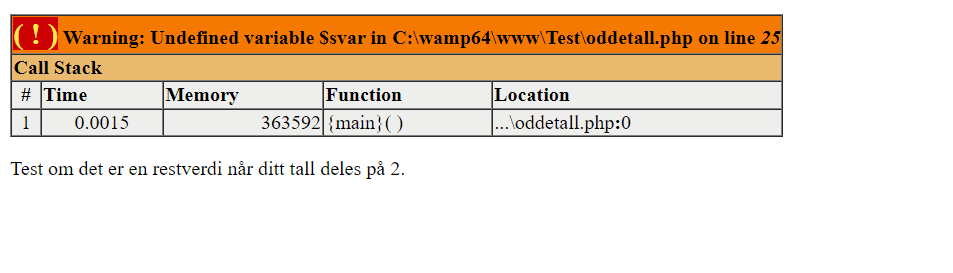 ( ! ) Warning: Undefined variable $svar in C:\wamp64\www\Test\oddetall.php on line 25
Call Stack
# Time Memory Function Location
1 0.0015 363592 {main}( ) ...\oddetall.php:0
Test om det er en restverdi når ditt tall deles på 2.